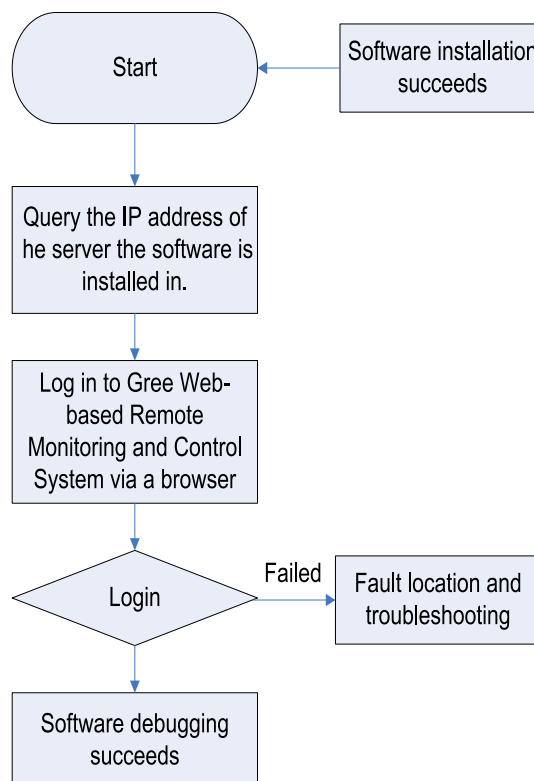 Start
Software installation
succeeds
Query the IP address of
he server the software is
installed in.
Log in to Gree Web-
based Remote
Monitoring and Control
System via a browser
Login
Failed
Fault location and
troubleshooting
Software debugging
succeeds